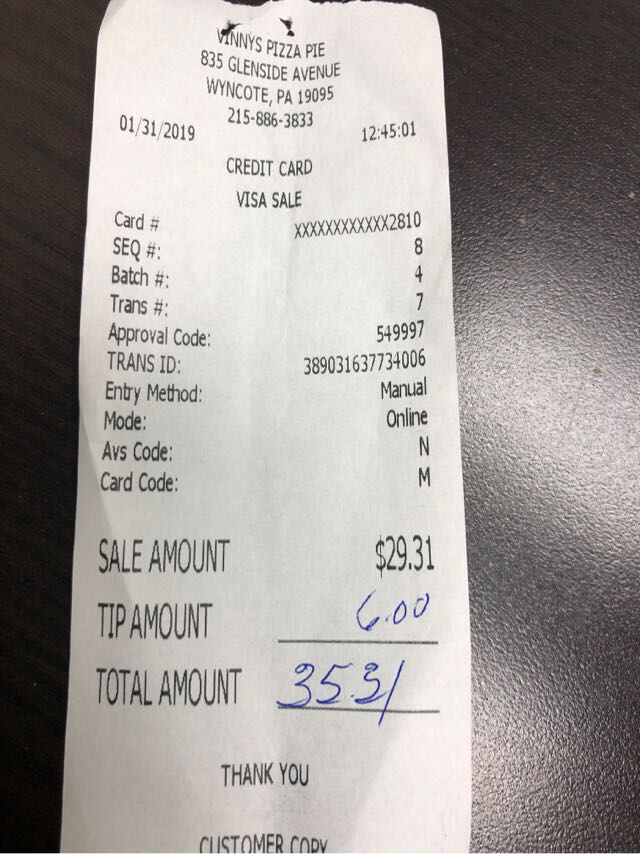 VINNYS PIZZA PIE
835 GLENSIDE AVENUE
WYNCOTE, PA 19095
215-886-3833
01/31/2019 12:45:01
CREDIT CARD
VISA SALE
Card # XXXXXXXXXXXX2810
SEQ #: 8
Batch #: 4
Trans #: 7
Approval Code: 549997
TRANS ID: 389031637734006
Entry Method: Manual
Mode: Online
Avs Code: N
Card Code: M
SALE AMOUNT $29.31
TIP AMOUNT 6.00
TOTAL AMOUNT 35.31
THANK YOU
CUSTOMER COPY